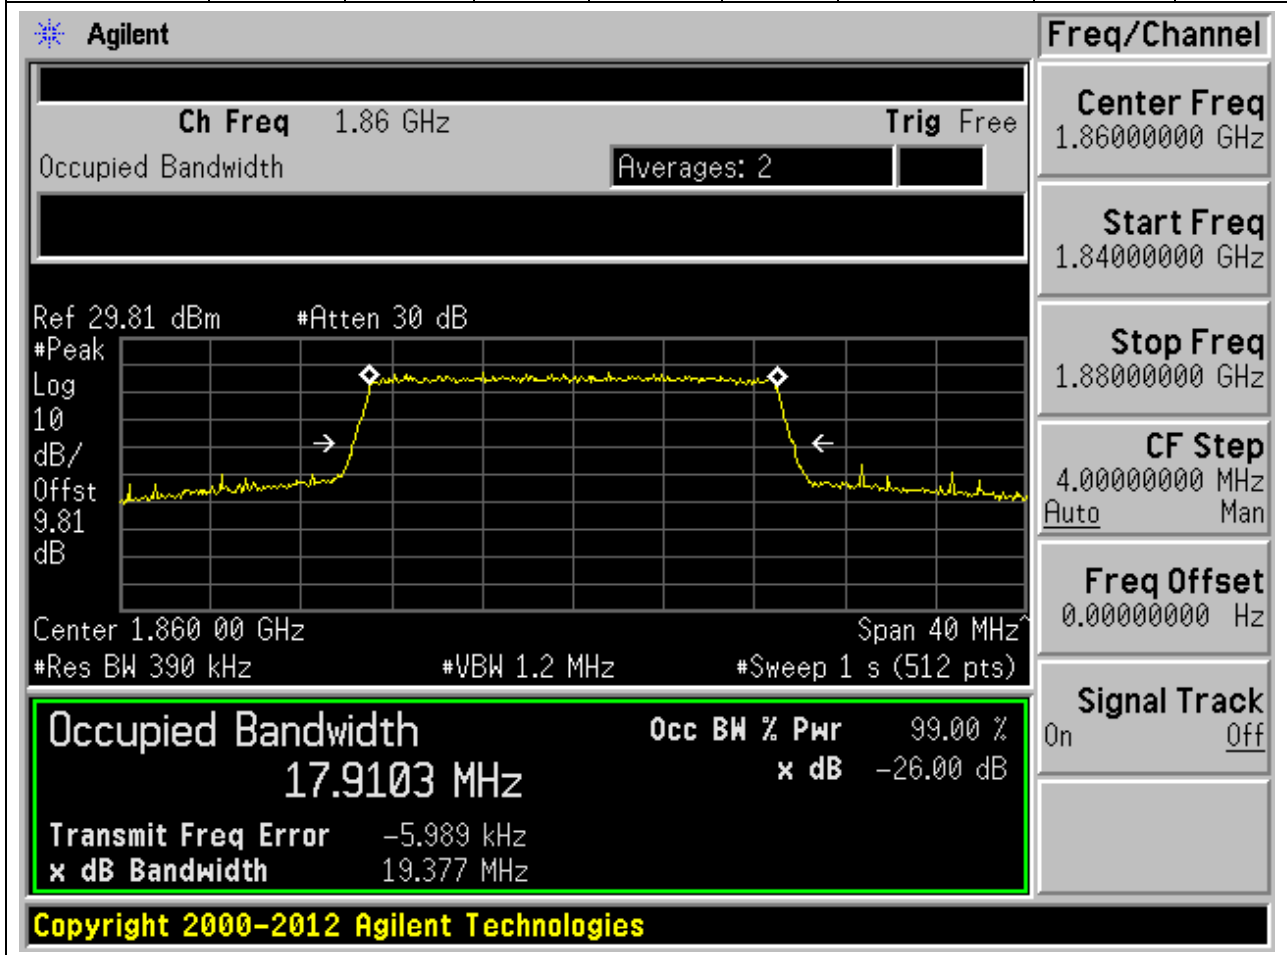 Agilent
Freq/Channel
Ch Freq 1.86 GHz Trig Free
Occupied Bandwidth Averages: 2
Center Freq
1.86000000 GHz
Start Freq
1.84000000 GHz
Stop Freq
1.88000000 GHz
CF Step
4.00000000 MHz
Auto Man
Freq Offset
0.00000000 Hz
Signal Track
On Off
Ref 29.81 dBm #Atten 30 dB
#Peak
Log
10
dB/
Offst
9.81
dB
Center 1.860 00 GHz Span 40 MHz^
#Res BW 390 kHz #VBW 1.2 MHz #Sweep 1 s (512 pts)
Occupied Bandwidth Occ BW % Pwr 99.00 %
17.9103 MHz x dB -26.00 dB
Transmit Freq Error -5.989 kHz
x dB Bandwidth 19.377 MHz
Copyright 2000-2012 Agilent Technologies